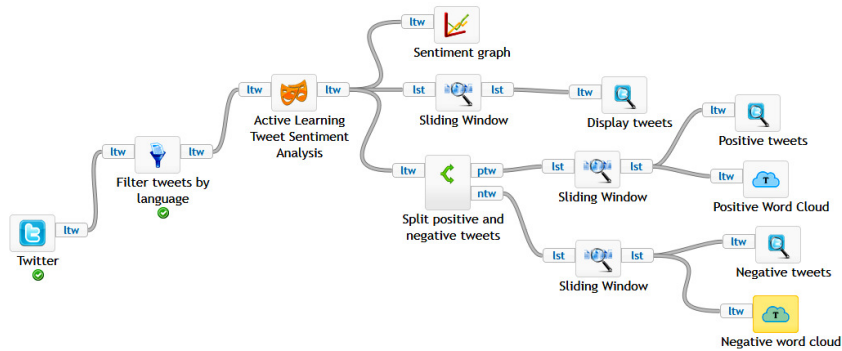 ltw
Sentiment graph
ltw
ltw
Active Learning
Tweet Sentiment
Analysis
lst
lst
Sliding Window
ltw
Display tweets
ltw
Positive tweets
ltw
ltw
Filter tweets by
language
ltw
ptw
ntw
Split positive and
negative tweets
lst
lst
Sliding Window
ltw
T
Positive Word Cloud
ltw
Twitter
lst
lst
Sliding Window
ltw
Negative tweets
ltw
T
Negative word cloud